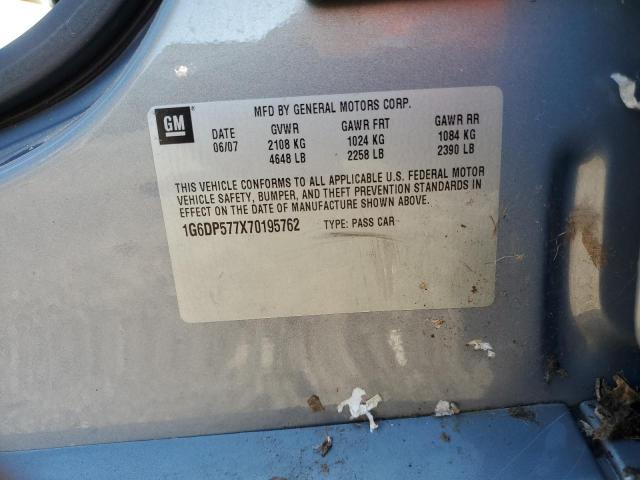 GM
MFD BY GENERAL MOTORS CORP.
DATE GVWR GAWR FRT GAWR RR
06/07 2108 KG 1024 KG 1084 KG
4648 LB 2258 LB 2390 LB
THIS VEHICLE CONFORMS TO ALL APPLICABLE U.S. FEDERAL MOTOR
VEHICLE SAFETY, BUMPER, AND THEFT PREVENTION STANDARDS IN
EFFECT ON THE DATE OF MANUFACTURE SHOWN ABOVE.
1G6DP577X70195762 TYPE: PASS CAR